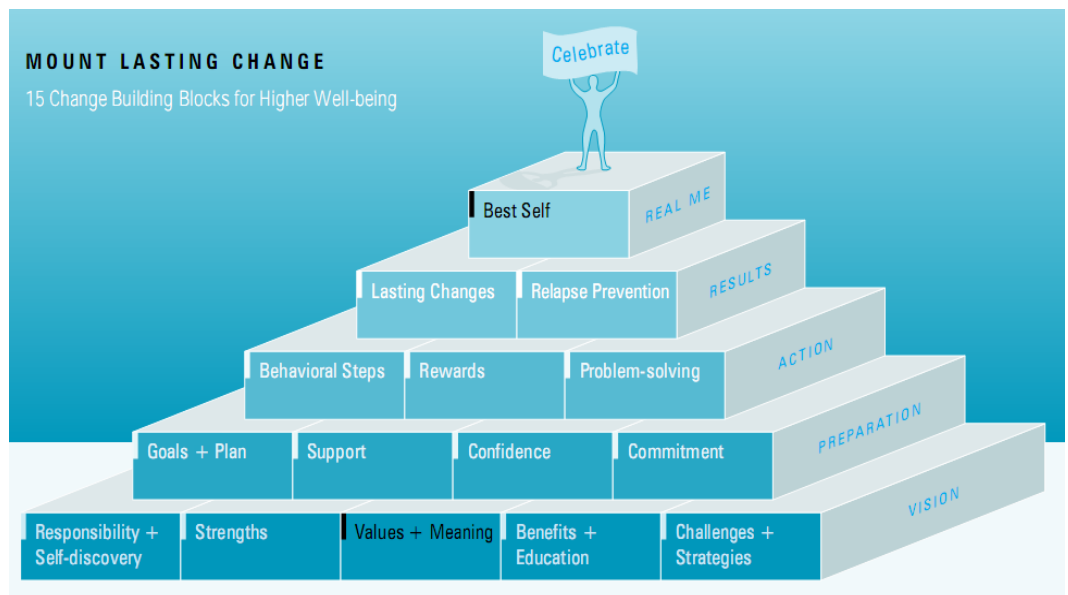 Celebrate
MOUNT LASTING CHANGE
15 Change Building Blocks for Higher Well-being
Best Self
REAL ME
Lasting Changes
Relapse Prevention
RESULTS
Behavioral Steps
Rewards
Problem-solving
ACTION
Goals + Plan
Support
Confidence
Commitment
PREPARATION
Responsibility +
Self-discovery
Strengths
Values + Meaning
Benefits +
Education
Challenges +
Strategies
VISION